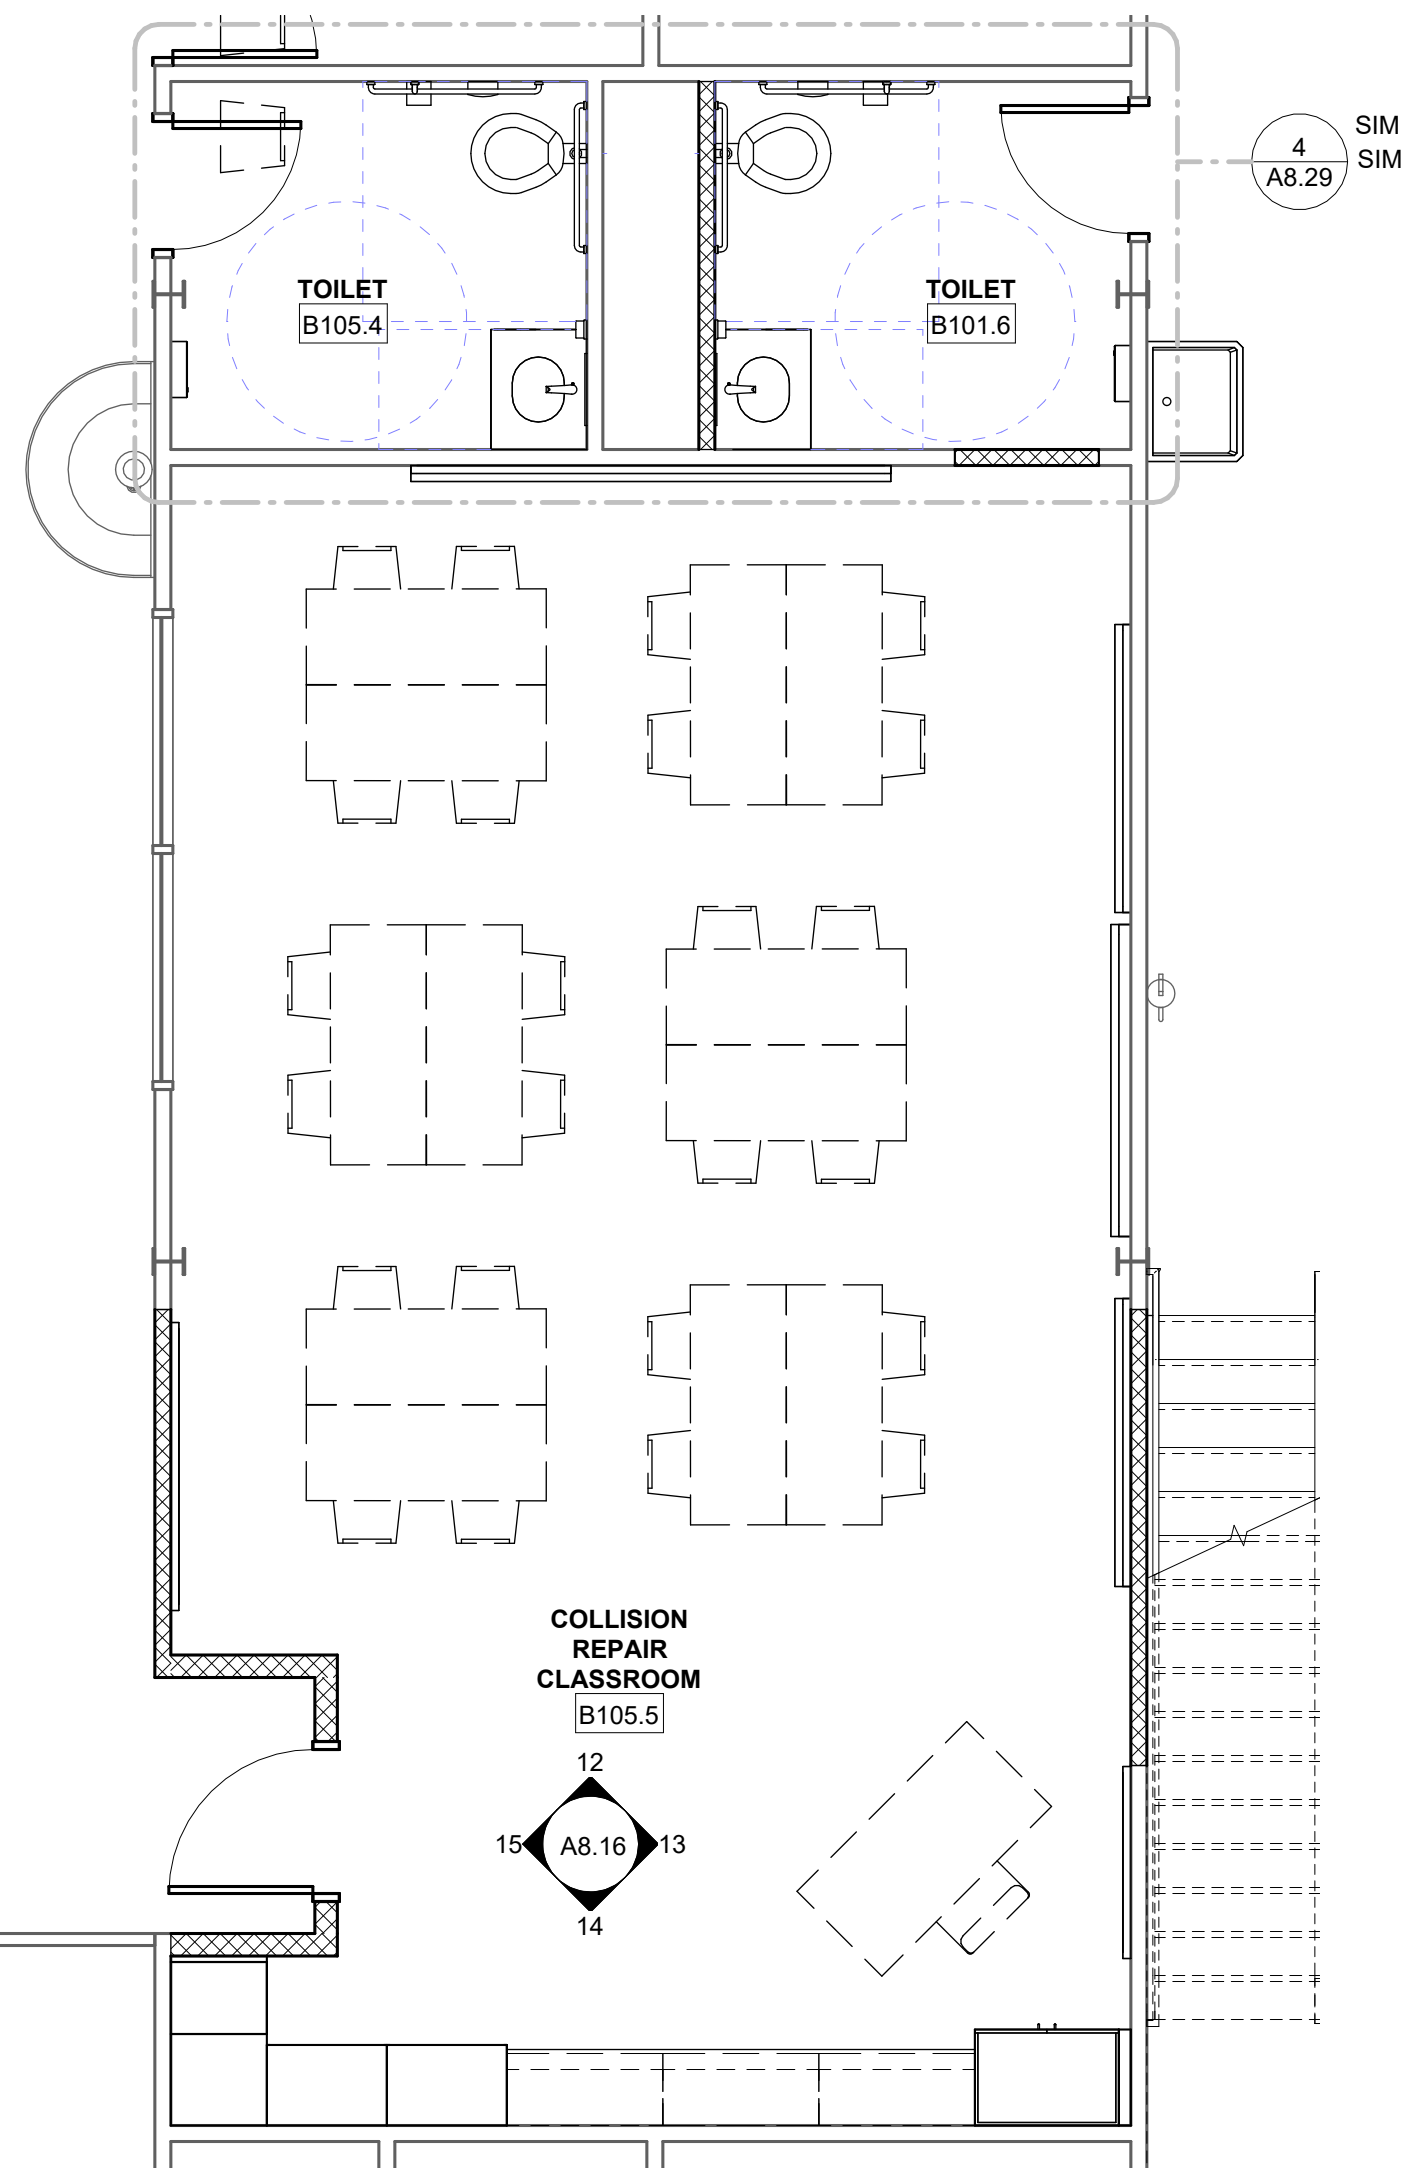 SIM
4
SIM
A8.29
TOILET
B105.4
TOILET
B101.6
COLLISION
REPAIR
CLASSROOM
B105.5
12
15
A8.16
13
14